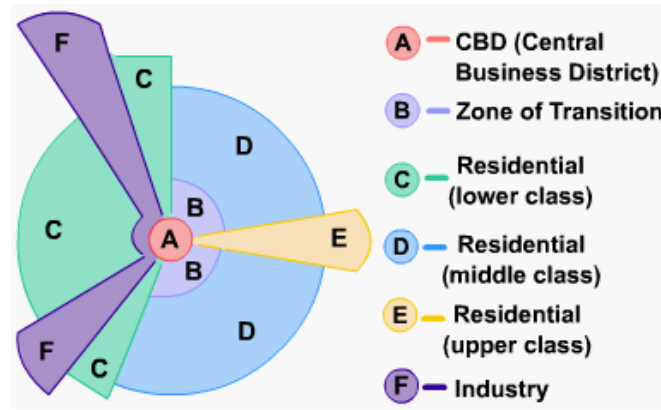 F
C
D
C
B
A
B
E
D
F
C
A CBD (Central
Business District)
B Zone of Transition
C Residential
(lower class)
D Residential
(middle class)
E Residential
(upper class)
F Industry